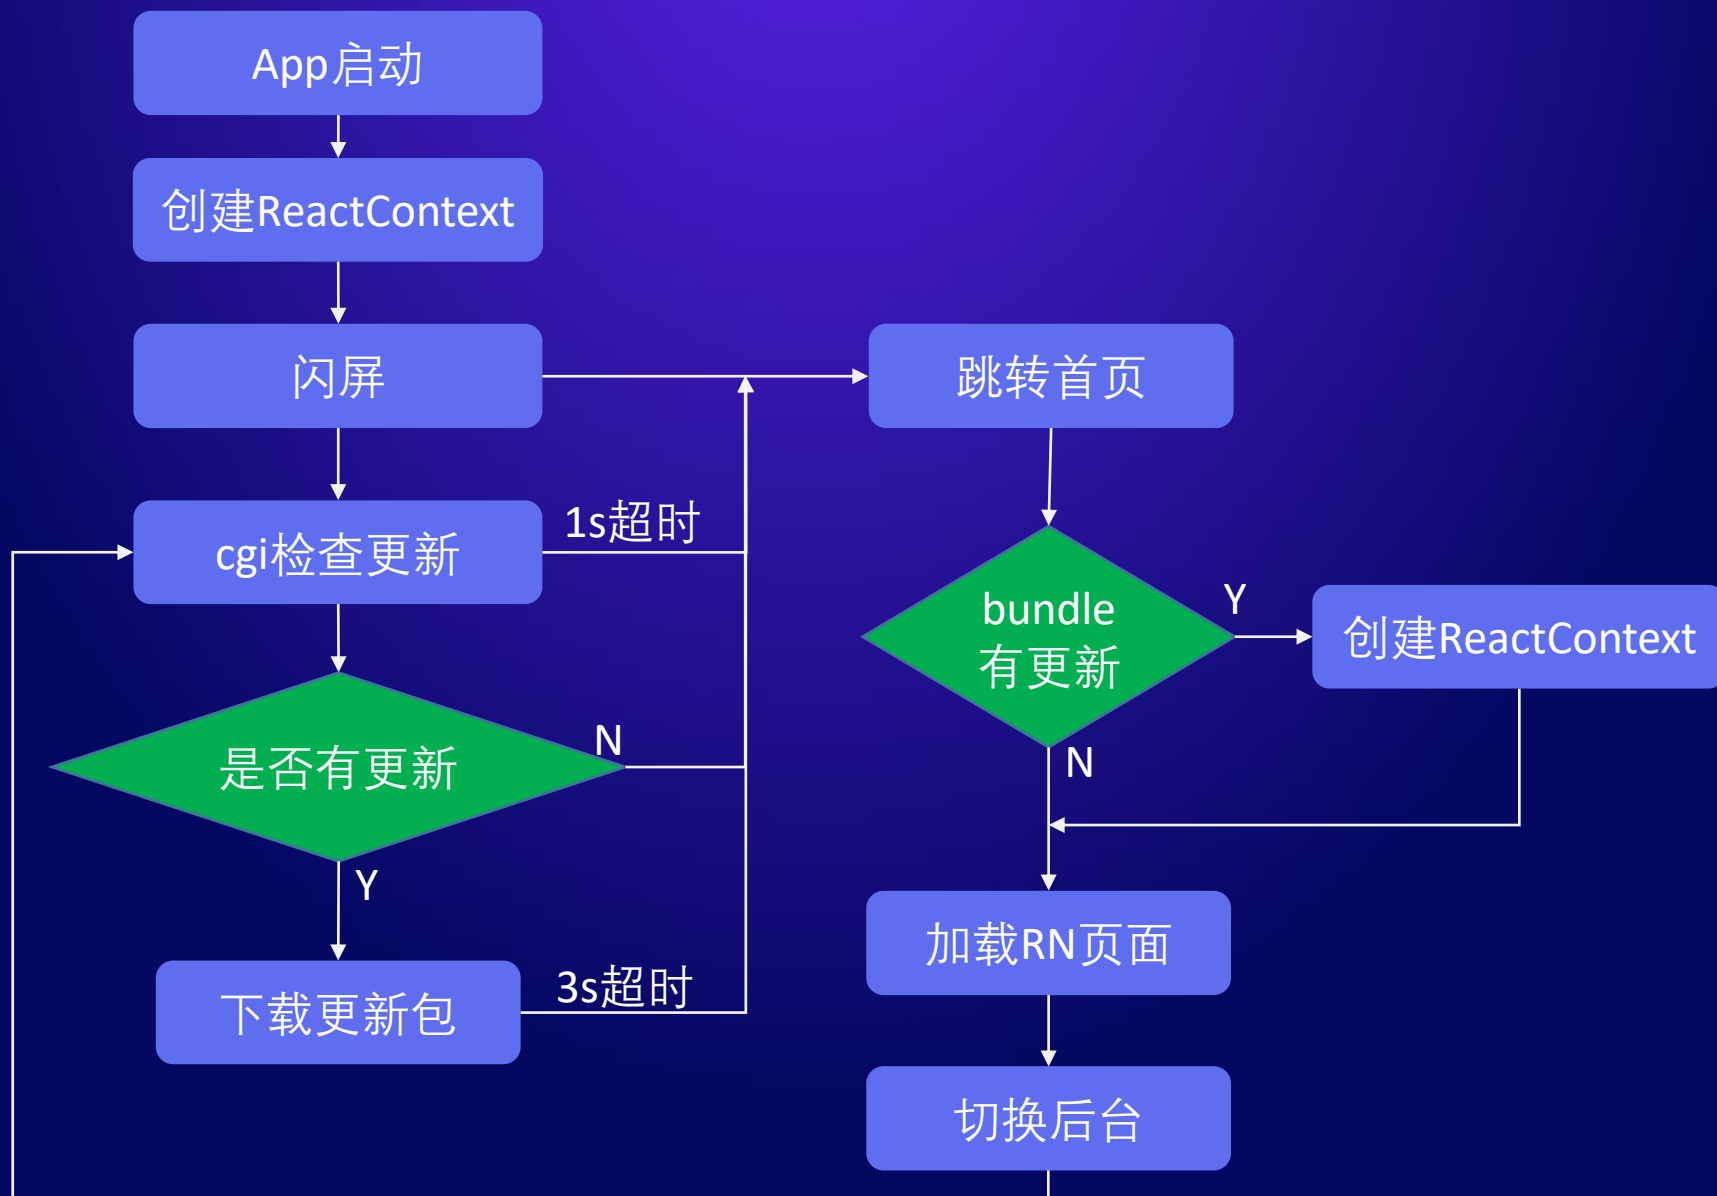 App启动
创建ReactContext
闪屏
跳转首页
1s超时
cgi检查更新
bundle
有更新
Y
创建ReactContext
N
是否有更新
N
Y
加载RN页面
3s超时
下载更新包
切换后台